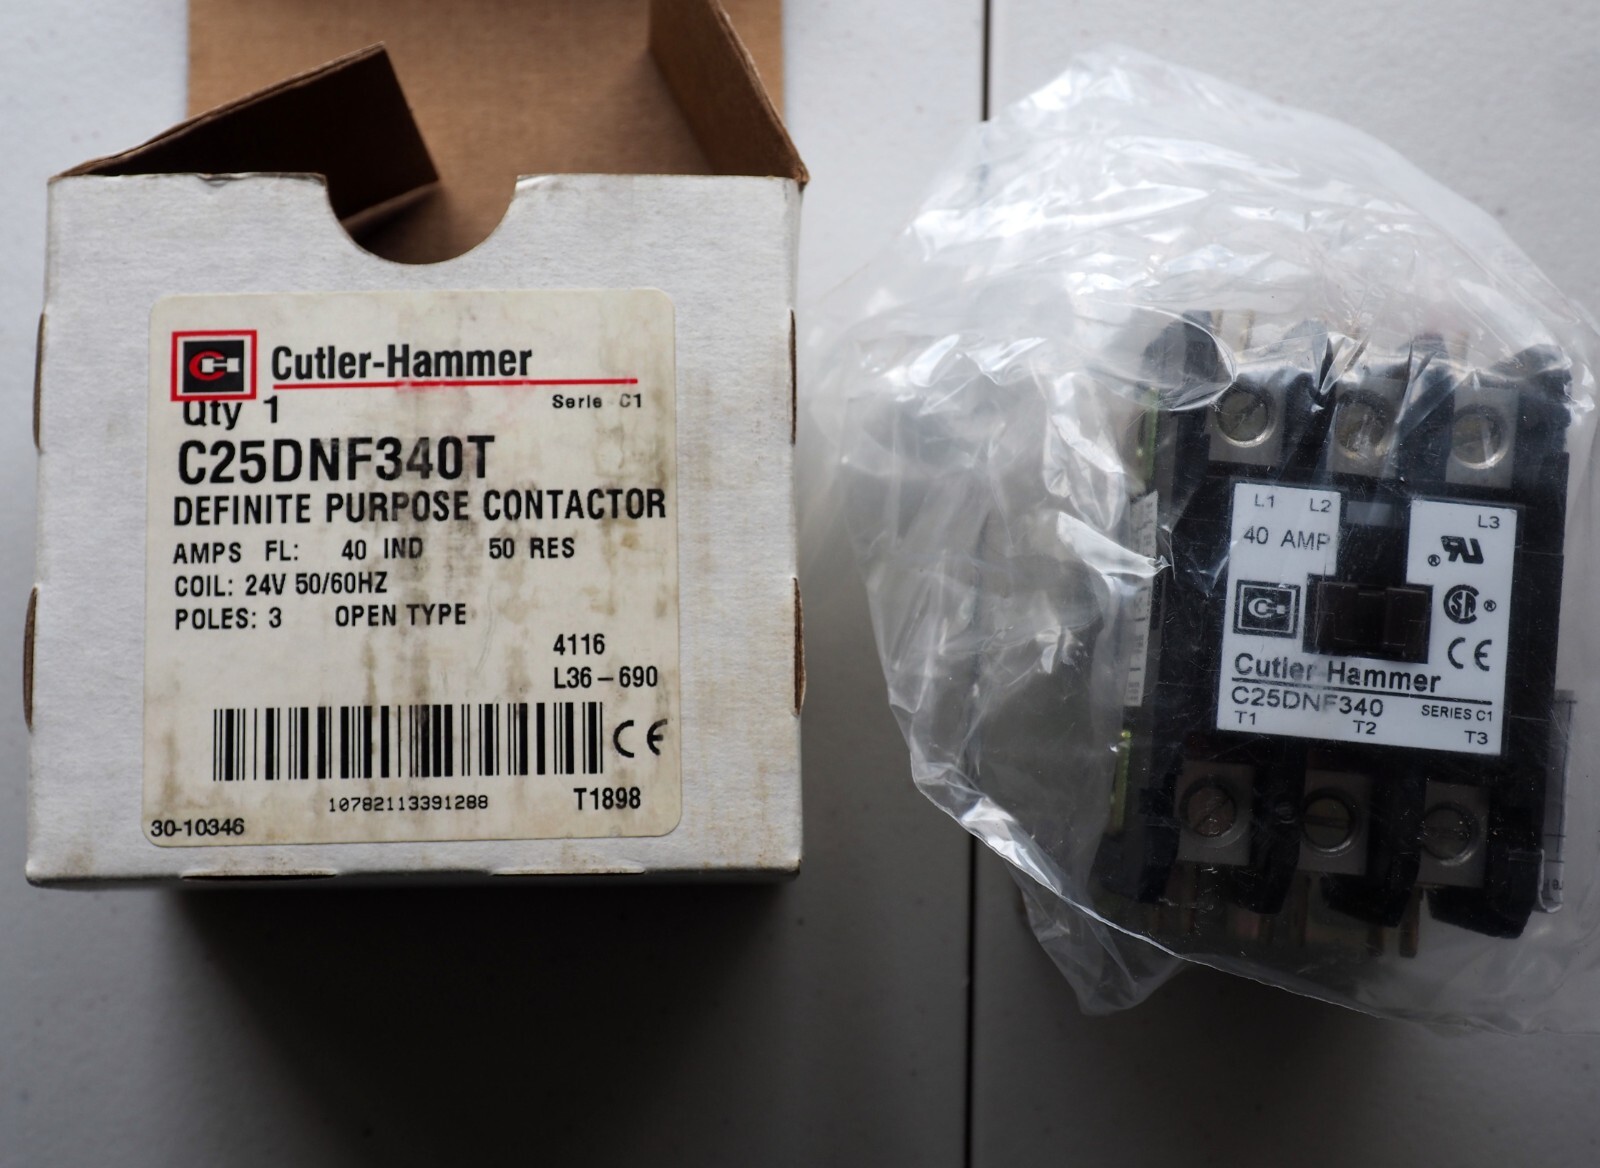 Cutler-Hammer
Qty 1
Serie C1
C25DNF340T
DEFINITE PURPOSE CONTACTOR
AMPS FL: 40 IND 50 RES
COIL: 24V 50/60HZ
POLES: 3 OPEN TYPE
4116
L36-690
CE
10782113391288
T1898
30-10346
L1 L2
L3
40 AMP
Cutler-Hammer
C25DNF340
SERIES C1
T1
T2
T3
CE